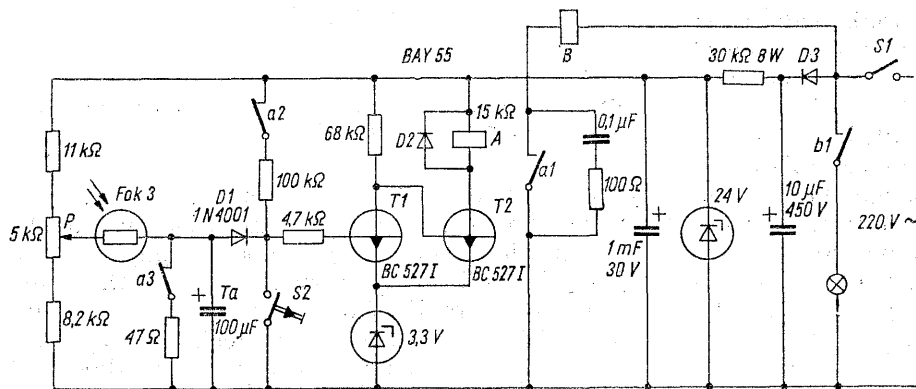 BAY 55
B
30 kΩ 8W
D3
S1
a2
68 kΩ
15 kΩ
D2
A
0,1 µF
a1
11 kΩ
b1
Fok 3
D1
1N4001
100 kΩ
100 Ω
T1
T2
24 V
10 µF
450 V
4,7 kΩ
5 kΩ
P
220 V ~
BC 527 I
BC 527 I
1 mF
30 V
a3
Ta
S2
100 µF
8,2 kΩ
47 Ω
3,3 V